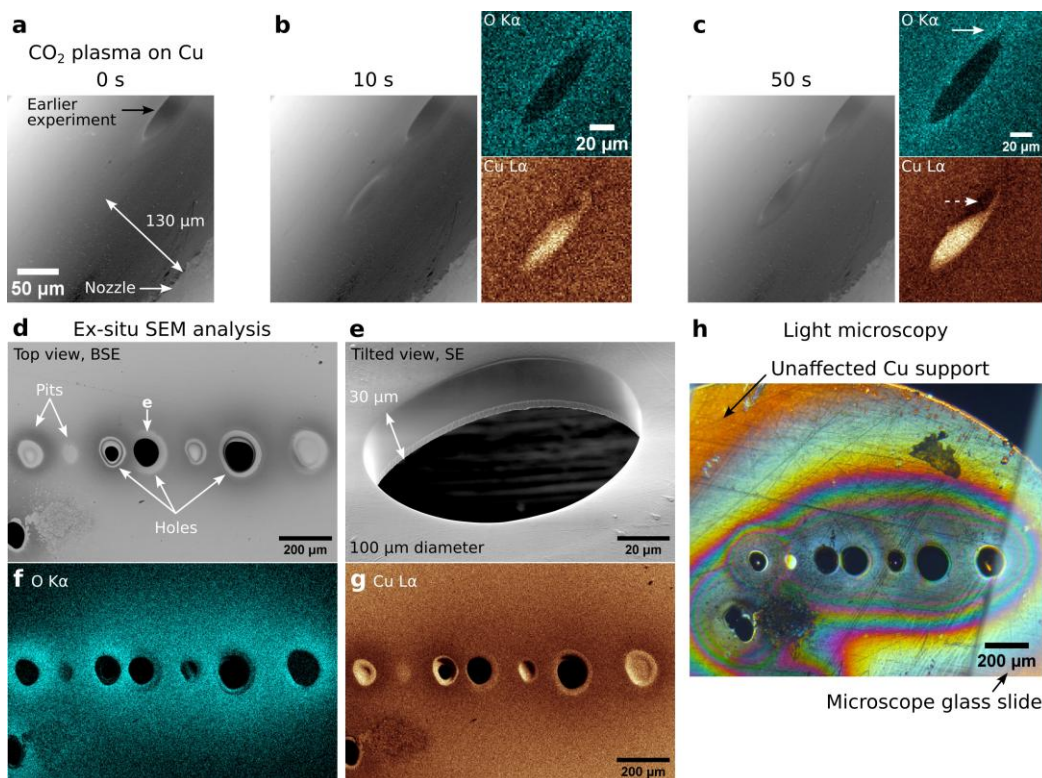 a
CO₂ plasma on Cu
0 s
Earlier
experiment
130 µm
50 µm
Nozzle
b
10 s
O Kα
20 µm
Cu Lα
c
50 s
O Kα
20 µm
Cu Lα
d
Ex-situ SEM analysis
Top view, BSE
Pits
e
Holes
200 µm
e
Tilted view, SE
30 µm
100 µm diameter
20 µm
f O Kα
g Cu Lα
200 µm
h
Light microscopy
Unaffected Cu support
200 µm
Microscope glass slide